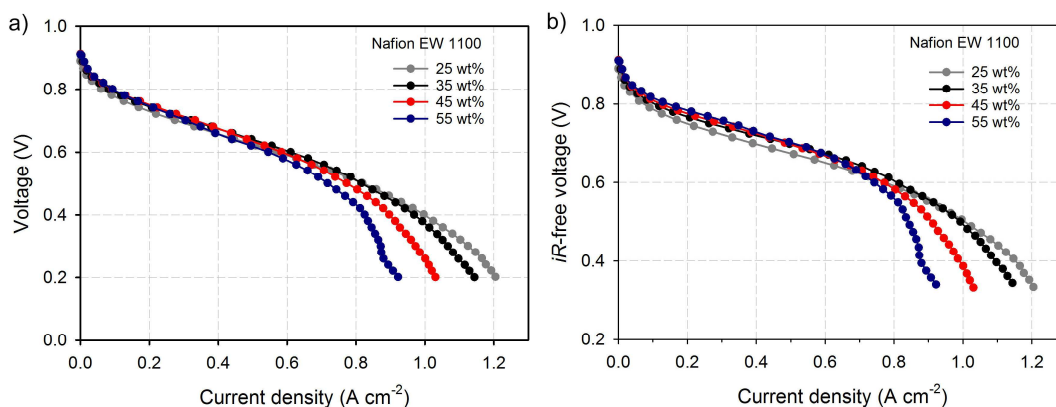 a)
Nafion EW 1100
25 wt%
35 wt%
45 wt%
55 wt%
Voltage (V)
1.0
0.8
0.6
0.4
0.2
0.0
0.0 0.2 0.4 0.6 0.8 1.0 1.2
Current density (A cm⁻²)
b)
Nafion EW 1100
25 wt%
35 wt%
45 wt%
55 wt%
iR-free voltage (V)
1.0
0.8
0.6
0.4
0.2
0.0 0.2 0.4 0.6 0.8 1.0 1.2
Current density (A cm⁻²)